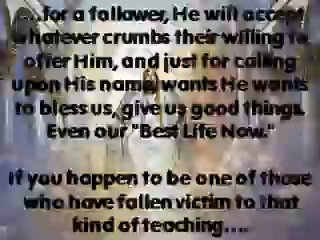 ....for a follower, He will accept
whatever crumbs their willing to
offer Him, and just for calling
upon His name, wants He wants
to bless us, give us good things.
Even our "Best Life Now."
If you happen to be one of those
who have fallen victim to that
kind of teaching....